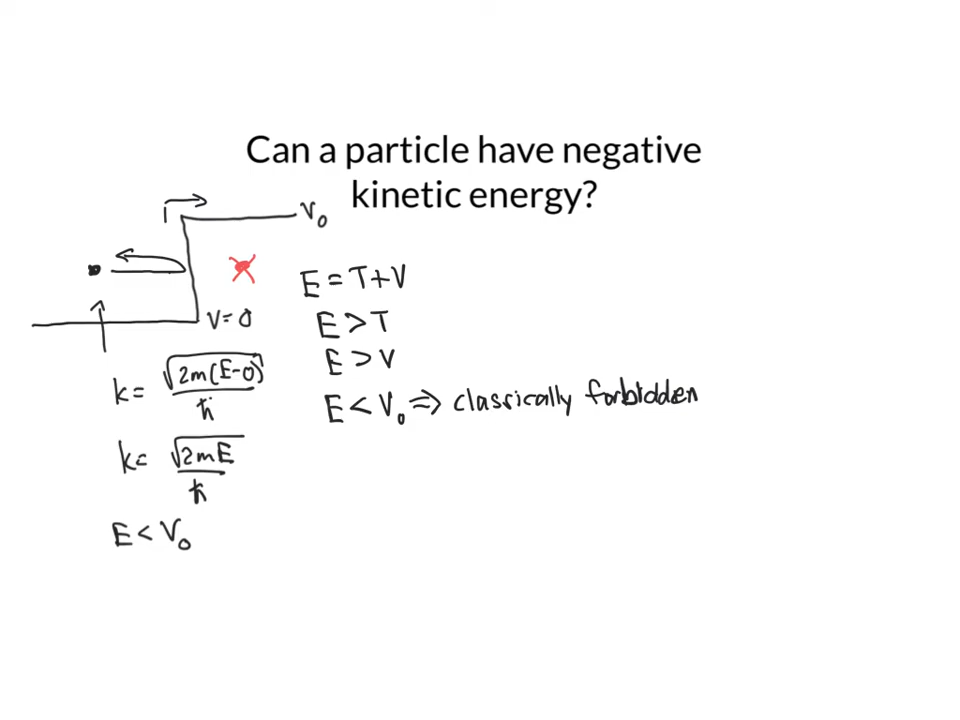 Can a particle have negative
kinetic energy?
V₀
E = T + V
V = 0
E > T
E > V
k = √2m(E-0) / ħ
E < V₀ ⇒ classically forbidden
k = √2mE / ħ
E < V₀